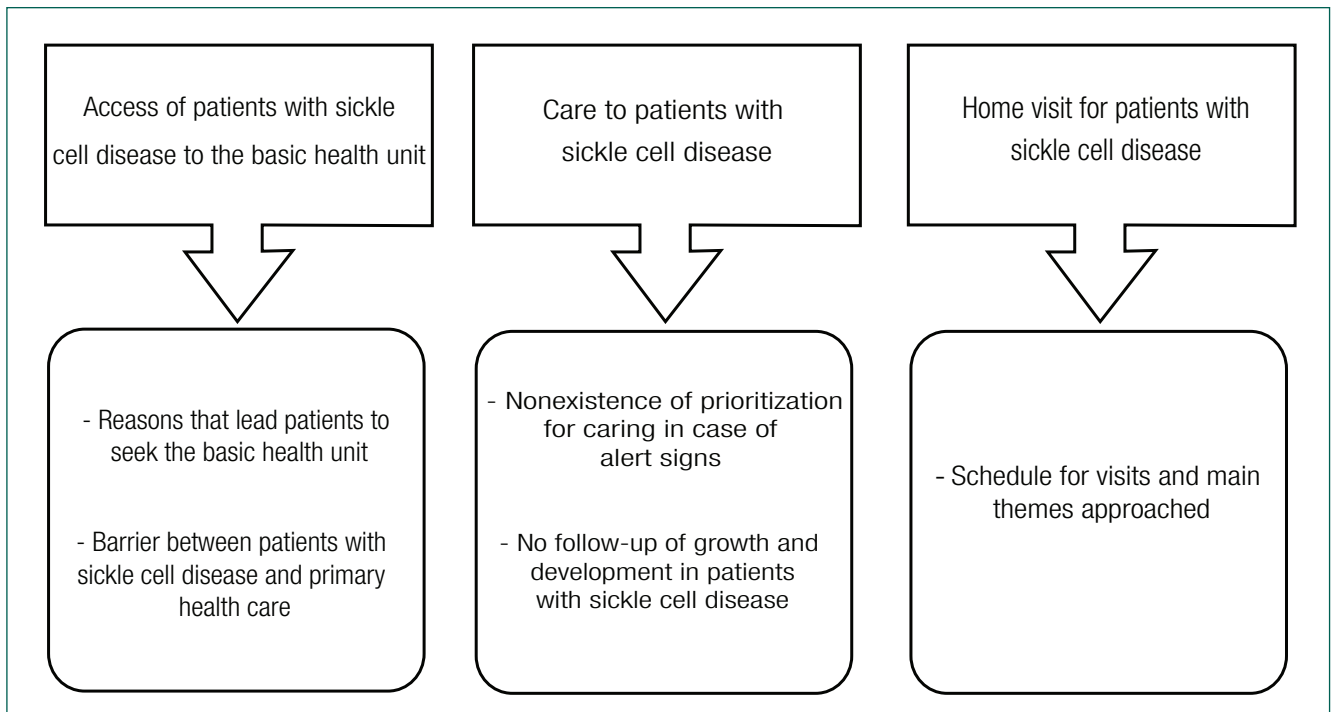 Access of patients with sickle
cell disease to the basic health unit
Care to patients with
sickle cell disease
Home visit for patients with
sickle cell disease
- Reasons that lead patients to
seek the basic health unit
- Barrier between patients with
sickle cell disease and primary
health care
- Nonexistence of prioritization
for caring in case of
alert signs
- No follow-up of growth and
development in patients
with sickle cell disease
- Schedule for visits and main
themes approached